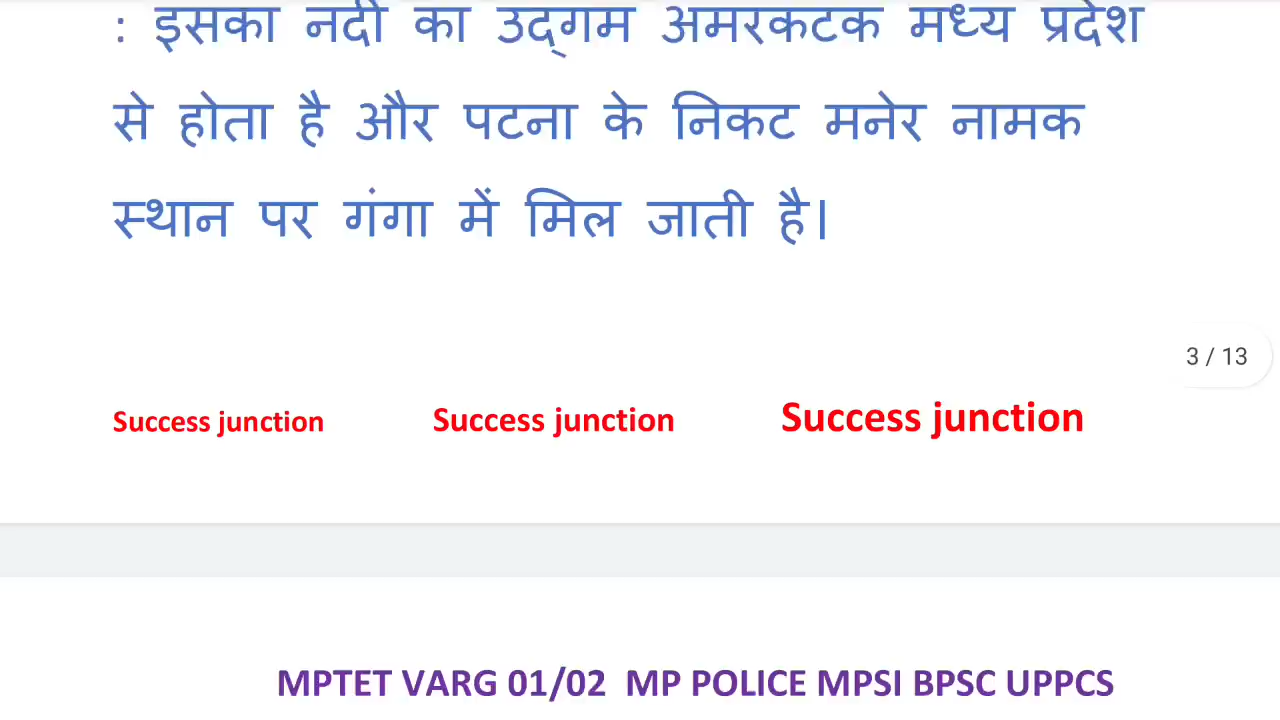 : इसका नदी का उद्गम अमरकटक मध्य प्रदेश
से होता है और पटना के निकट मनेर नामक
स्थान पर गंगा में मिल जाती है।
3 / 13
Success junction Success junction Success junction
MPTET VARG 01/02 MP POLICE MPSI BPSC UPPCS